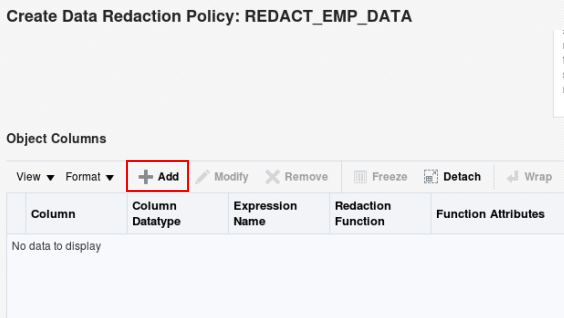 Create Data Redaction Policy: REDACT_EMP_DATA
Object Columns
View Format Add Modify Remove Freeze Detach Wrap
Column Column Datatype Expression Name Redaction Function Function Attributes
No data to display